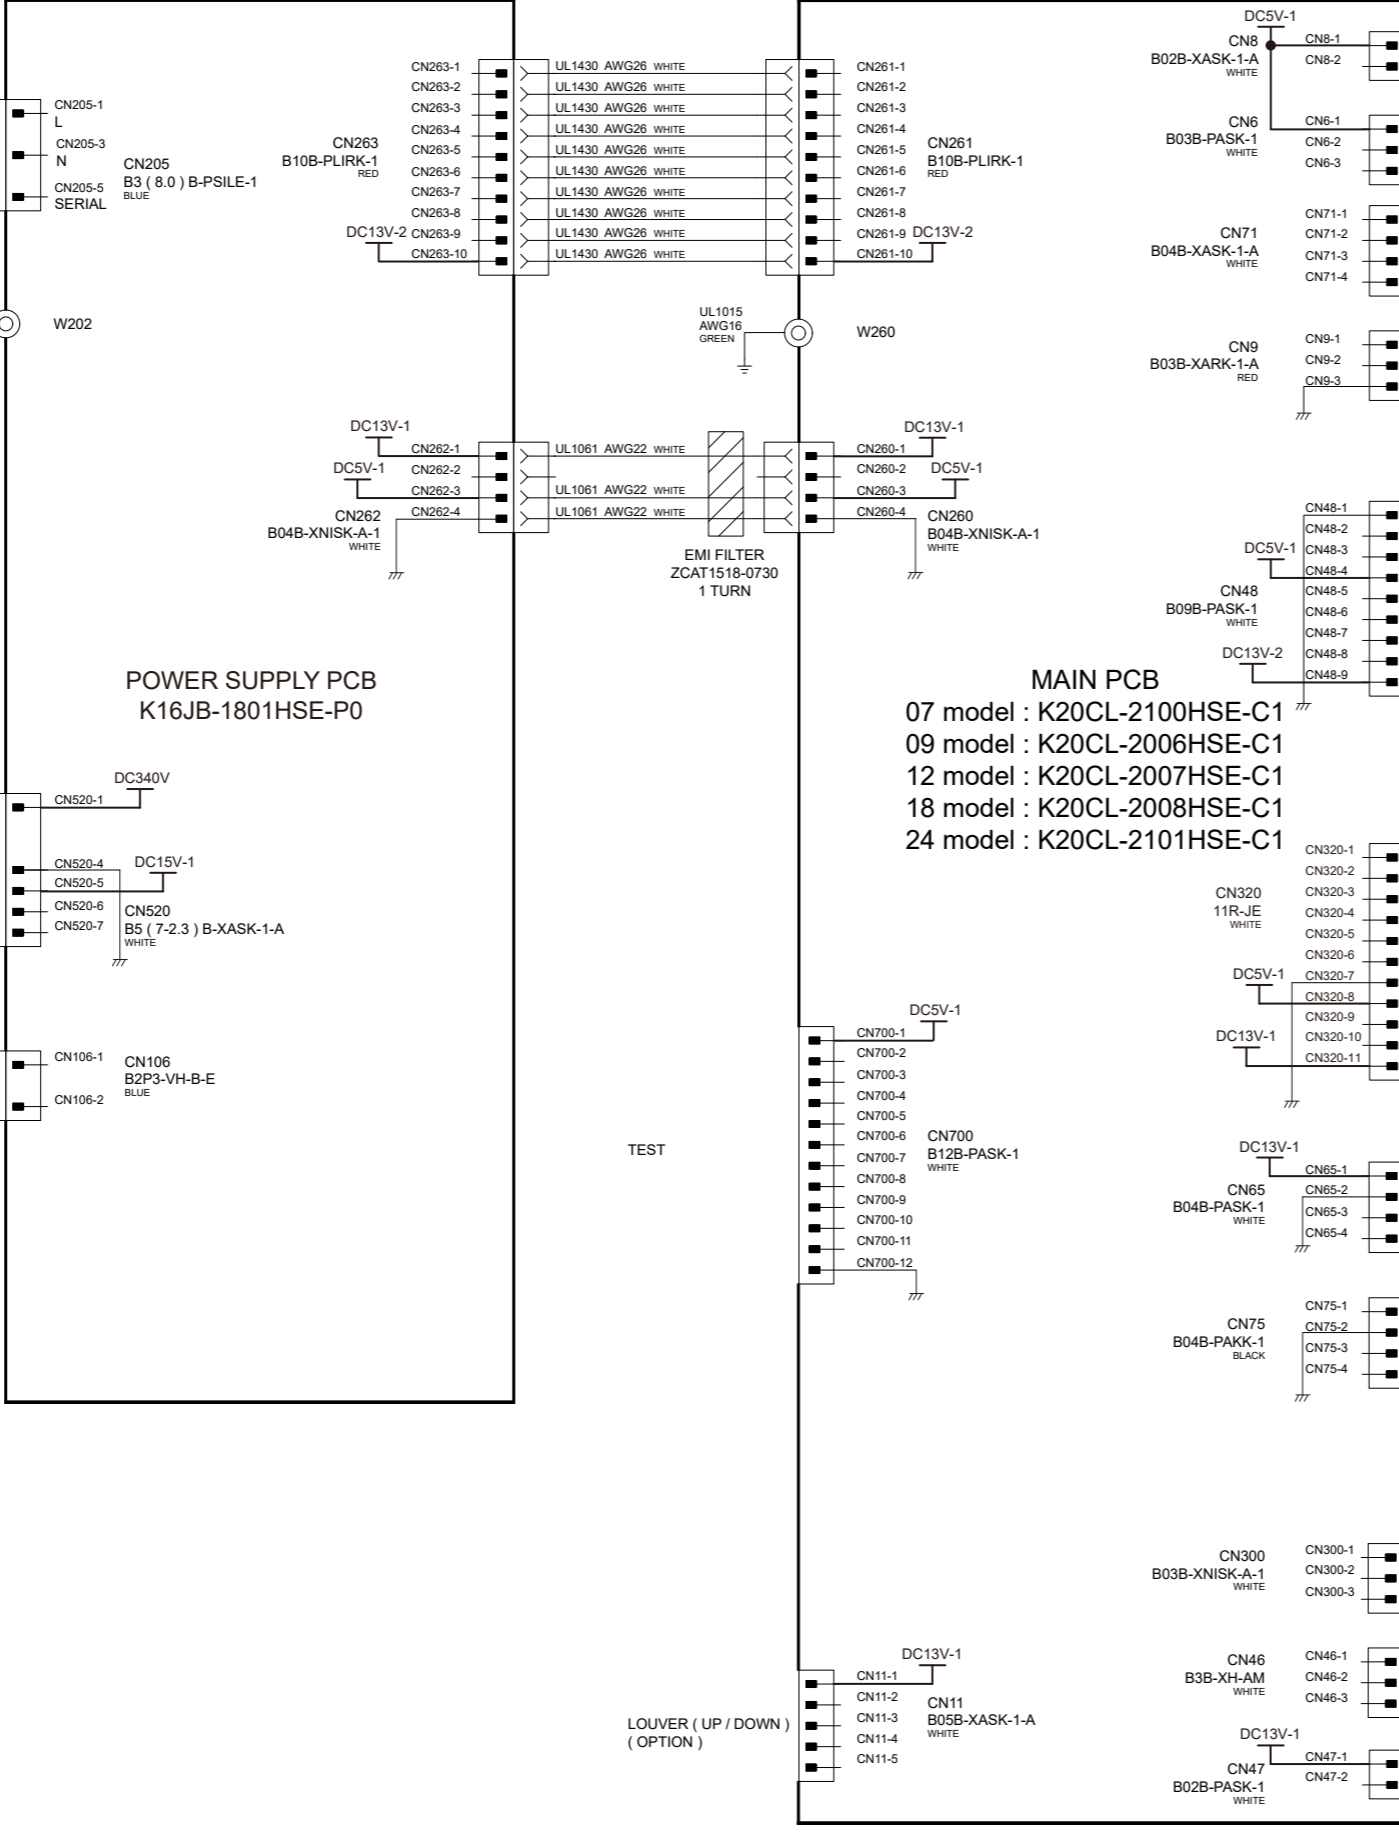 CN205-1
L
CN205-3
N
CN205-5
SERIAL
CN205
B3 ( 8.0 ) B-PSILE-1
BLUE
W202
CN263
B10B-PLIRK-1
RED
CN263-1
CN263-2
CN263-3
CN263-4
CN263-5
CN263-6
CN263-7
CN263-8
DC13V-2
CN263-9
CN263-10
UL1430 AWG26 WHITE
UL1430 AWG26 WHITE
UL1430 AWG26 WHITE
UL1430 AWG26 WHITE
UL1430 AWG26 WHITE
UL1430 AWG26 WHITE
UL1430 AWG26 WHITE
UL1430 AWG26 WHITE
UL1430 AWG26 WHITE
UL1430 AWG26 WHITE
CN261-1
CN261-2
CN261-3
CN261-4
CN261-5
CN261-6
CN261-7
CN261-8
CN261-9
DC13V-2
CN261-10
CN261
B10B-PLIRK-1
RED
UL1015
AWG16
GREEN
W260
DC13V-1
CN262-1
DC5V-1
CN262-2
CN262-3
CN262-4
CN262
B04B-XNISK-A-1
WHITE
UL1061 AWG22 WHITE
UL1061 AWG22 WHITE
UL1061 AWG22 WHITE
EMI FILTER
ZCAT1518-0730
1 TURN
DC13V-1
CN260-1
CN260-2
DC5V-1
CN260-3
CN260-4
CN260
B04B-XNISK-A-1
WHITE
POWER SUPPLY PCB
K16JB-1801HSE-P0
MAIN PCB
07 model : K20CL-2100HSE-C1
09 model : K20CL-2006HSE-C1
12 model : K20CL-2007HSE-C1
18 model : K20CL-2008HSE-C1
24 model : K20CL-2101HSE-C1
DC340V
CN520-1
CN520-4
DC15V-1
CN520-5
CN520-6
CN520-7
CN520
B5 ( 7-2.3 ) B-XASK-1-A
WHITE
CN106-1
CN106-2
CN106
B2P3-VH-B-E
BLUE
TEST
DC5V-1
CN700-1
CN700-2
CN700-3
CN700-4
CN700-5
CN700-6
CN700-7
CN700-8
CN700-9
CN700-10
CN700-11
CN700-12
CN700
B12B-PASK-1
WHITE
LOUVER ( UP / DOWN )
( OPTION )
DC13V-1
CN11-1
CN11-2
CN11-3
CN11-4
CN11-5
CN11
B05B-XASK-1-A
WHITE
DC5V-1
CN8
B02B-XASK-1-A
WHITE
CN8-1
CN8-2
CN6
B03B-PASK-1
WHITE
CN6-1
CN6-2
CN6-3
CN71
B04B-XASK-1-A
WHITE
CN71-1
CN71-2
CN71-3
CN71-4
CN9
B03B-XARK-1-A
RED
CN9-1
CN9-2
CN9-3
CN48-1
CN48-2
DC5V-1
CN48-3
CN48-4
CN48-5
CN48-6
CN48-7
CN48-8
CN48-9
CN48
B09B-PASK-1
WHITE
DC13V-2
CN320
11R-JE
WHITE
CN320-1
CN320-2
CN320-3
CN320-4
CN320-5
CN320-6
DC5V-1
CN320-7
CN320-8
CN320-9
DC13V-1
CN320-10
CN320-11
DC13V-1
CN65
B04B-PASK-1
WHITE
CN65-1
CN65-2
CN65-3
CN65-4
CN75
B04B-PAKK-1
BLACK
CN75-1
CN75-2
CN75-3
CN75-4
CN300
B03B-XNISK-A-1
WHITE
CN300-1
CN300-2
CN300-3
CN46
B3B-XH-AM
WHITE
CN46-1
CN46-2
CN46-3
DC13V-1
CN47
B02B-PASK-1
WHITE
CN47-1
CN47-2